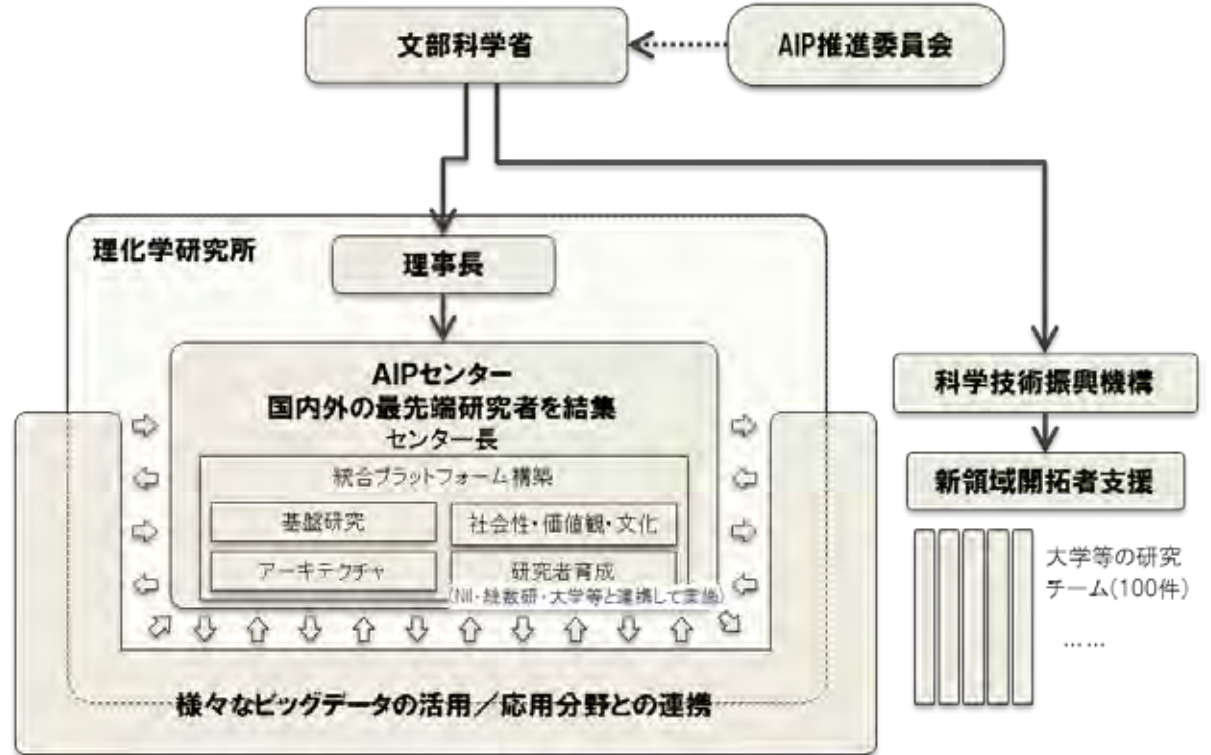 文部科学省
AIP推進委員会
理化学研究所
理事長
AIPセンター
国内外の最先端研究者を結集
センター長
統合プラットフォーム構築
基盤研究
社会性・価値観・文化
アーキテクチャ
研究者育成
(NII・統数研・大学等と連携して実施)
様々なビッグデータの活用／応用分野との連携
科学技術振興機構
新領域開拓者支援
大学等の研究
チーム(100件)
……